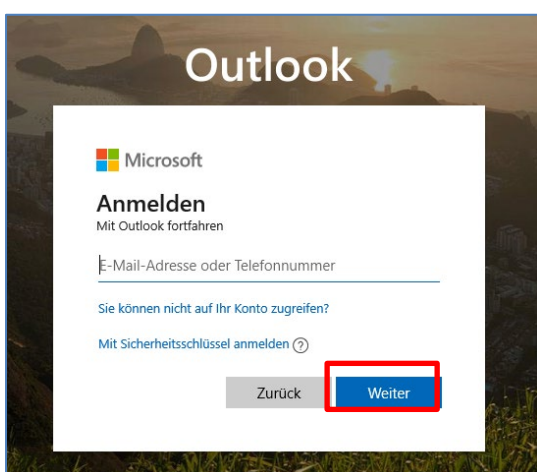 Outlook
Microsoft
Anmelden
Mit Outlook fortfahren
E-Mail-Adresse oder Telefonnummer
Sie können nicht auf Ihr Konto zugreifen?
Mit Sicherheitsschlüssel anmelden ?
Zurück Weiter